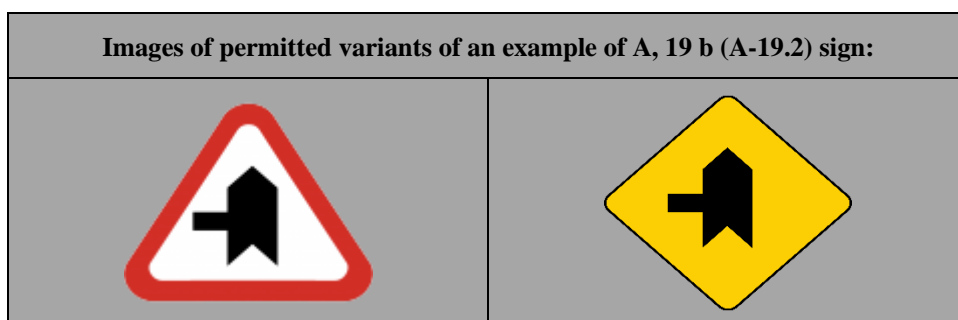 Images of permitted variants of an example of A, 19 b (A-19.2) sign: